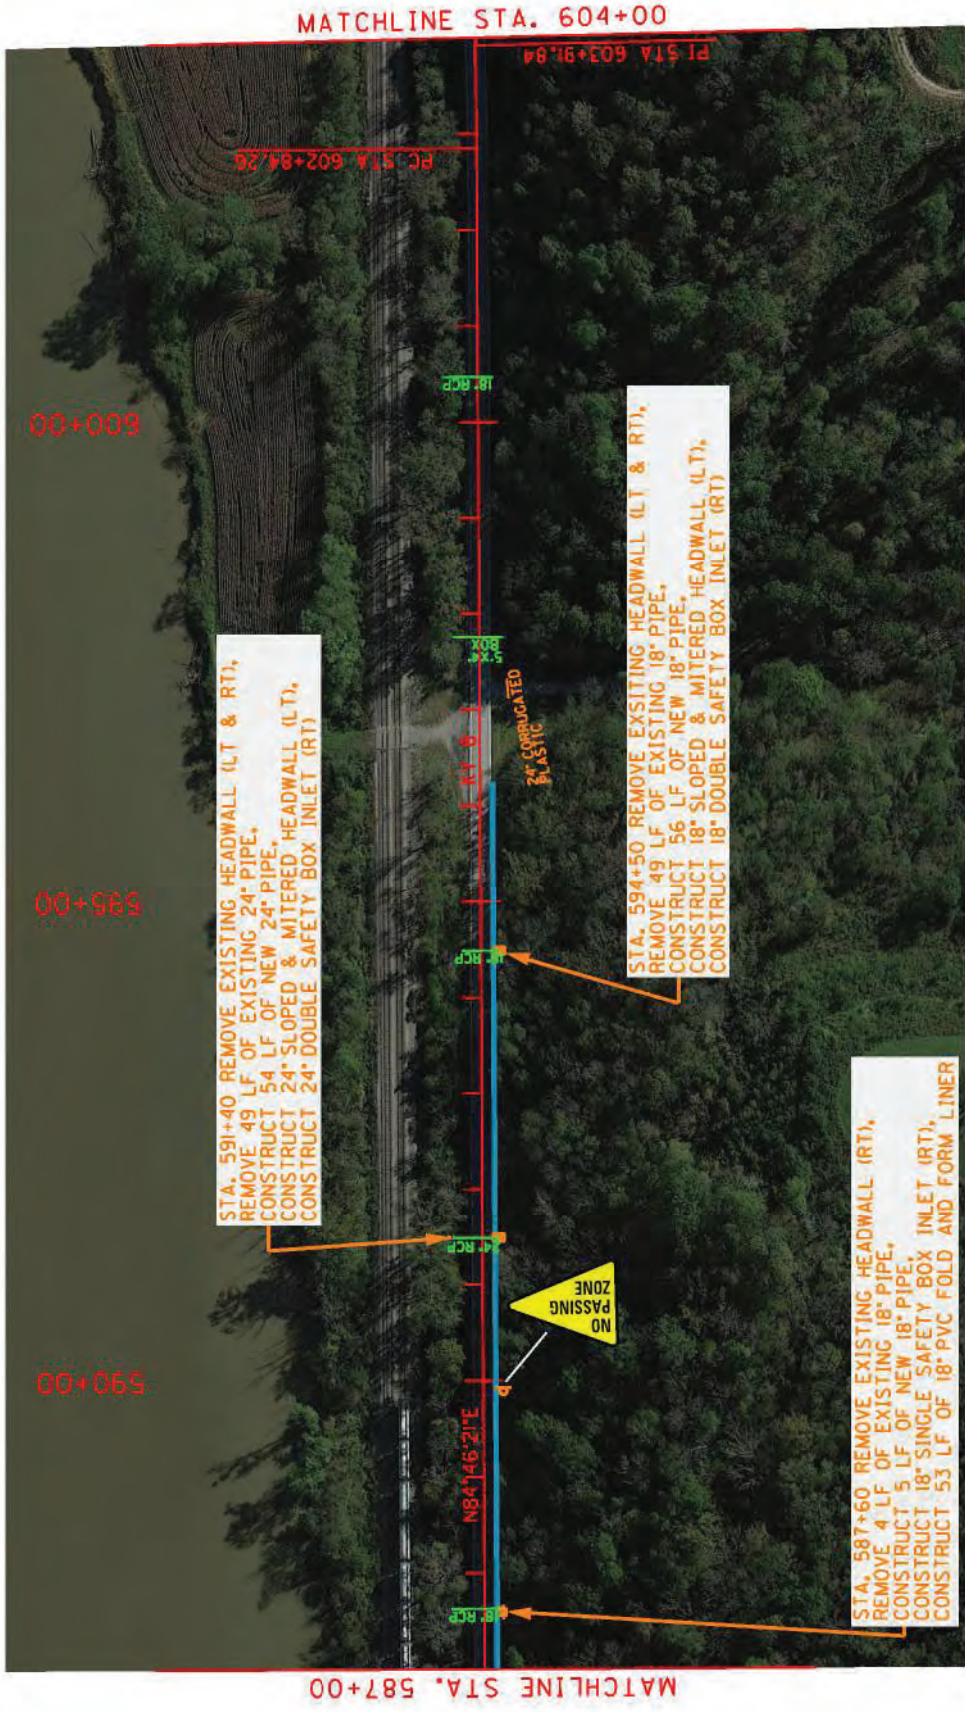 MATCHLINE STA. 604+00
PI STA 603+91.84
PC STA 602+84.20
600+00
18" RCP
5'X4'
BOX
24" CORRUGATED
PLASTIC
KY 8
595+00
18" RCP
STA. 594+50 REMOVE EXSITING HEADWALL (LT & RT),
REMOVE 49 LF OF EXISTING 18" PIPE,
CONSTRUCT 56 LF OF NEW 18" PIPE,
CONSTRUCT 18" SLOPED & MITERED HEADWALL (LT),
CONSTRUCT 18" DOUBLE SAFETY BOX INLET (RT)
STA. 591+40 REMOVE EXISTING HEADWALL (LT & RT),
REMOVE 49 LF OF EXISTING 24" PIPE,
CONSTRUCT 54 LF OF NEW 24" PIPE,
CONSTRUCT 24" SLOPED & MITERED HEADWALL (LT),
CONSTRUCT 24" DOUBLE SAFETY BOX INLET (RT)
24" RCP
NO
PASSING
ZONE
590+00
N84°46'21"E
18" RCP
STA. 587+60 REMOVE EXISTING HEADWALL (RT),
REMOVE 4 LF OF EXISTING 18" PIPE,
CONSTRUCT 5 LF OF NEW 18" PIPE,
CONSTRUCT 18" SINGLE SAFETY BOX INLET (RT),
CONSTRUCT 53 LF OF 18" PVC FOLD AND FORM LINER
MATCHLINE STA. 587+00